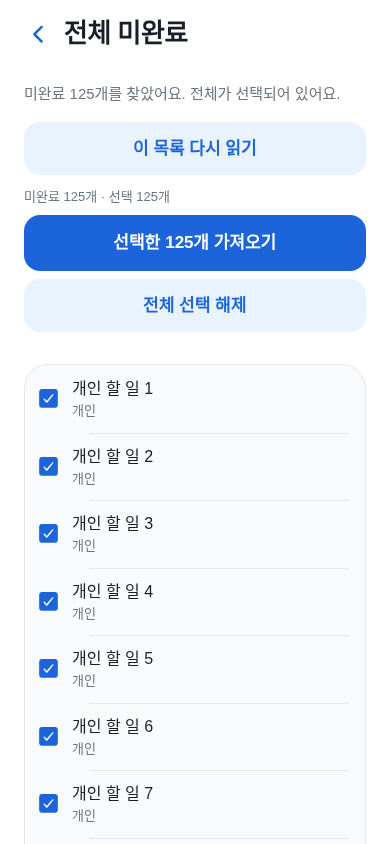 전체 미완료
미완료 125개를 찾았어요. 전체가 선택되어 있어요.
이 목록 다시 읽기
미완료 125개 · 선택 125개
선택한 125개 가져오기
전체 선택 해제
개인 할 일 1
개인
개인 할 일 2
개인
개인 할 일 3
개인
개인 할 일 4
개인
개인 할 일 5
개인
개인 할 일 6
개인
개인 할 일 7
개인